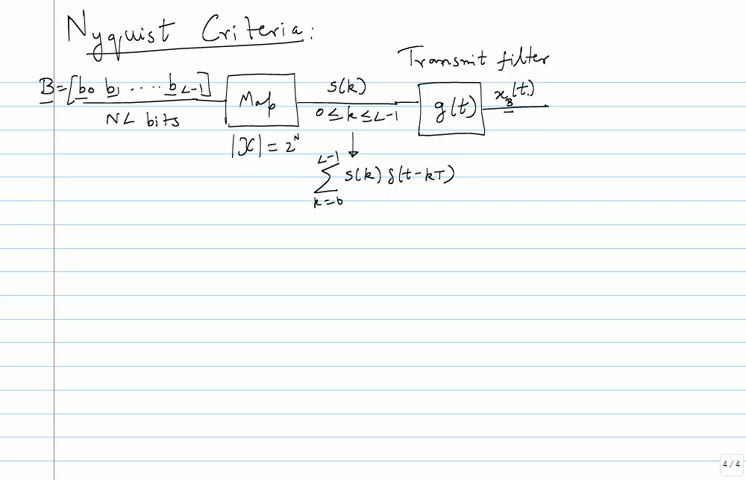 Nyquist Criteria:
Transmit filter
B = [b0 b1 .... bL-1]
NL bits
Map
|X| = 2^N
s(k)
0 ≤ k ≤ L-1
g(t)
x_B(t)
L-1
∑ s(k) δ(t-kT)
k=0
4 / 4